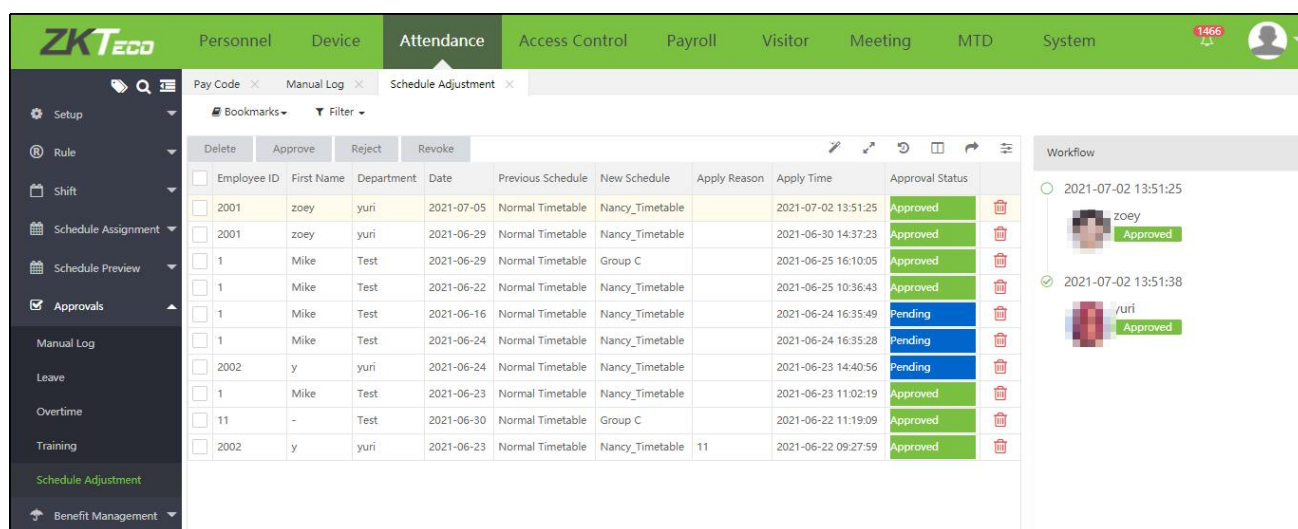 ZKTECO Personnel Device Attendance Access Control Payroll Visitor Meeting MTD System 1466
Pay Code × Manual Log × Schedule Adjustment ×
Bookmarks Filter
Setup
Rule
Shift
Schedule Assignment
Schedule Preview
Approvals
Manual Log
Leave
Overtime
Training
Schedule Adjustment
Benefit Management
Delete Approve Reject Revoke
Employee ID First Name Department Date Previous Schedule New Schedule Apply Reason Apply Time Approval Status
2001 zoey yuri 2021-07-05 Normal Timetable Nancy_Timetable 2021-07-02 13:51:25 Approved
2001 zoey yuri 2021-06-29 Normal Timetable Nancy_Timetable 2021-06-30 14:37:23 Approved
1 Mike Test 2021-06-29 Normal Timetable Group C 2021-06-25 16:10:05 Approved
1 Mike Test 2021-06-22 Normal Timetable Nancy_Timetable 2021-06-25 10:36:43 Approved
1 Mike Test 2021-06-16 Normal Timetable Nancy_Timetable 2021-06-24 16:35:49 Pending
1 Mike Test 2021-06-24 Normal Timetable Nancy_Timetable 2021-06-24 16:35:28 Pending
2002 y yuri 2021-06-24 Normal Timetable Nancy_Timetable 2021-06-23 14:40:56 Pending
1 Mike Test 2021-06-23 Normal Timetable Nancy_Timetable 2021-06-23 11:02:19 Approved
11 - Test 2021-06-30 Normal Timetable Group C 2021-06-22 11:19:09 Approved
2002 y yuri 2021-06-23 Normal Timetable Nancy_Timetable 11 2021-06-22 09:27:59 Approved
Workflow
2021-07-02 13:51:25
zoey
Approved
2021-07-02 13:51:38
yuri
Approved